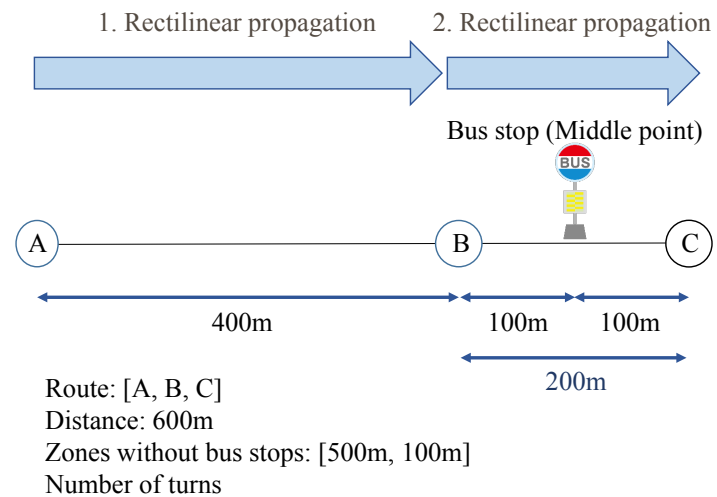 1. Rectilinear propagation
2. Rectilinear propagation
Bus stop (Middle point)
BUS
A
B
C
400m
100m
100m
200m
Route: [A, B, C]
Distance: 600m
Zones without bus stops: [500m, 100m]
Number of turns